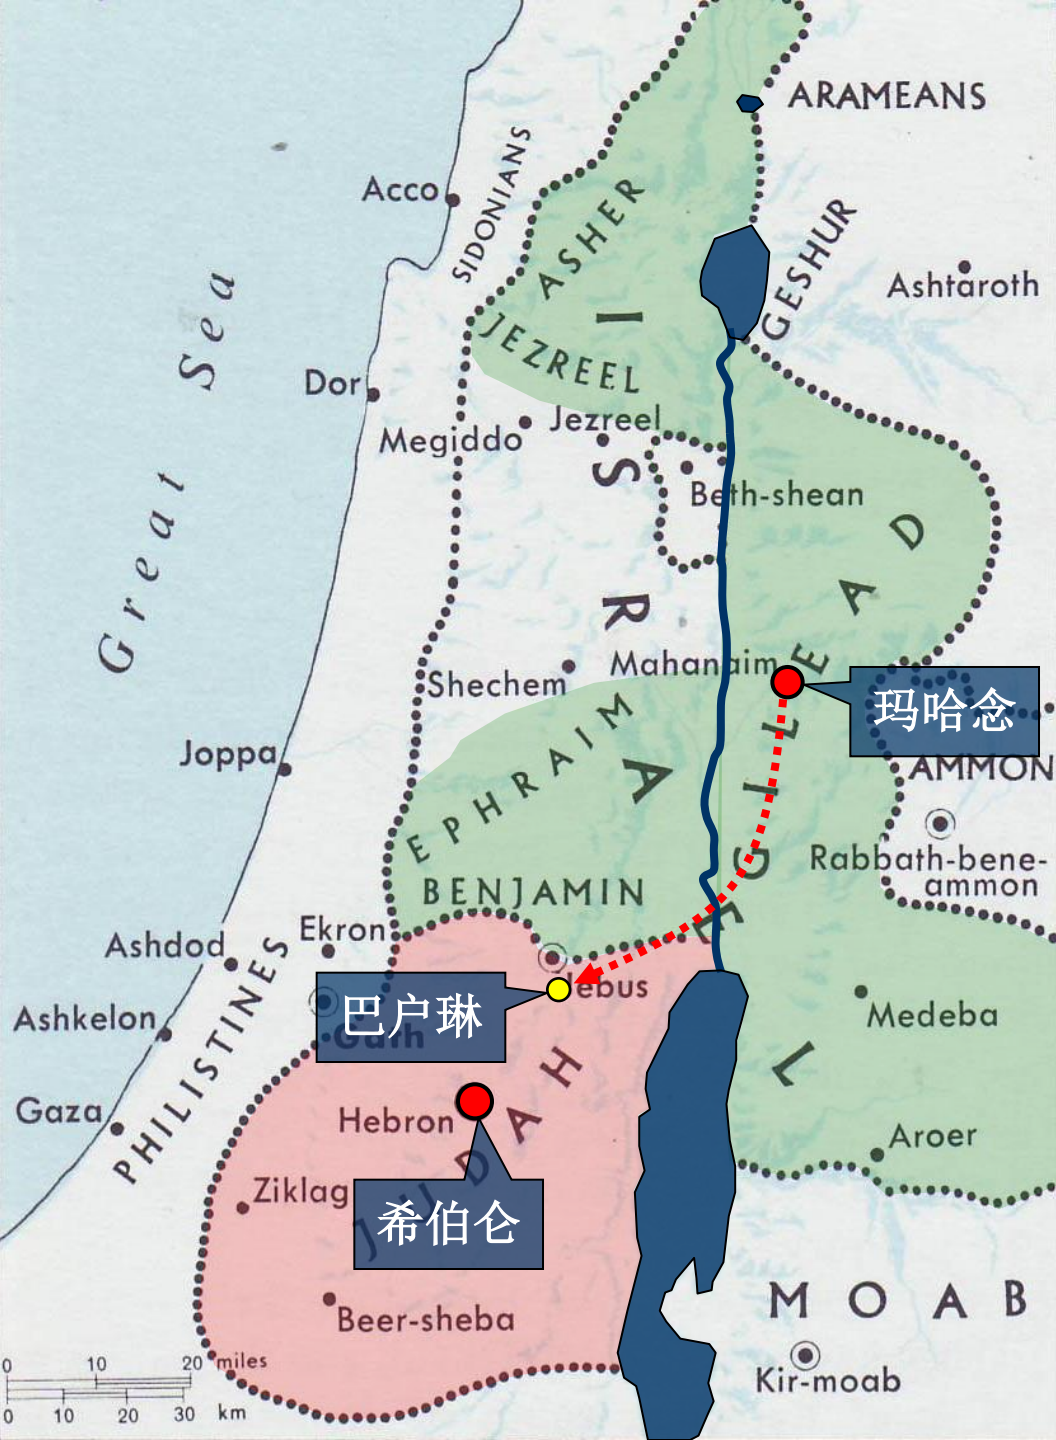 ARAMEANS
Acco
SIDONIANS
ASHER
GESHUR
Ashtaroth
Great Sea
JEZREEL
Dor
Jezreel
Megiddo
Beth-shean
ISRAEL
GILEAD
Mahanaim
Shechem
玛哈念
EPHRAIM
Joppa
AMMON
Rabbath-bene-
ammon
BENJAMIN
Ekron
Ashdod
Jebus
巴户琳
Ashkelon
Gath
Medeba
PHILISTINES
Gaza
Hebron
JUDAH
Aroer
Ziklag
希伯仑
MOAB
Beer-sheba
Kir-moab
0 10 20 miles
0 10 20 30 km